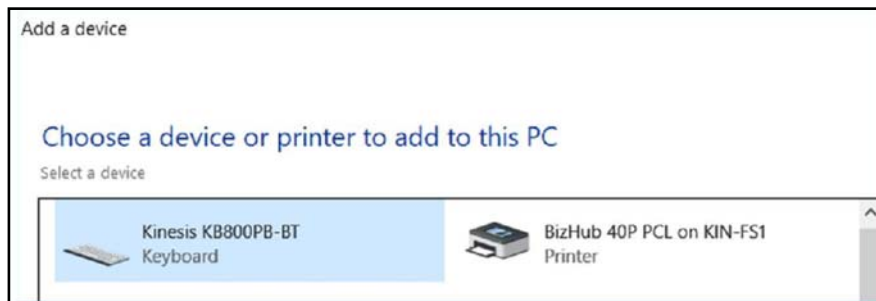 Add a device
Choose a device or printer to add to this PC
Select a device
Kinesis KB800PB-BT
Keyboard
BizHub 40P PCL on KIN-FS1
Printer